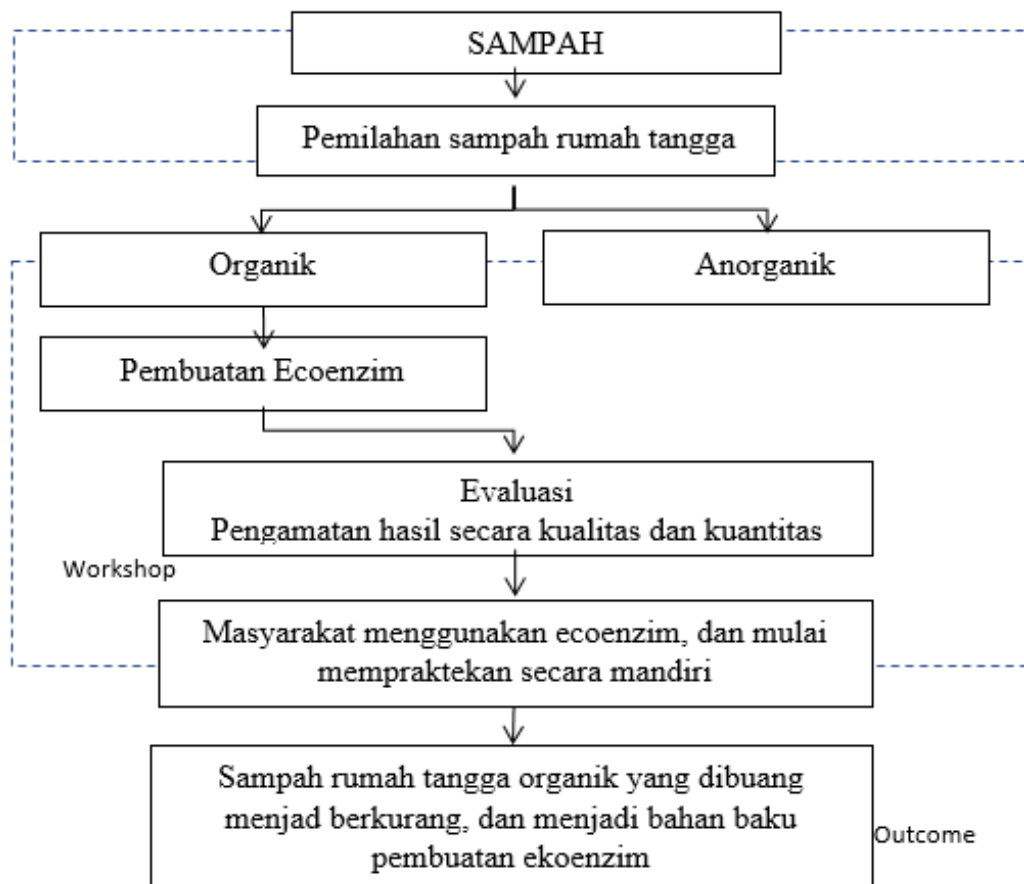 SAMPAH
Pemilahan sampah rumah tangga
Organik
Anorganik
Pembuatan Ecoenzim
Evaluasi
Pengamatan hasil secara kualitas dan kuantitas
Workshop
Masyarakat menggunakan ecoenzim, dan mulai
mempraktekan secara mandiri
Sampah rumah tangga organik yang dibuang
menjad berkurang, dan menjadi bahan baku
pembuatan ekoenzim
Outcome